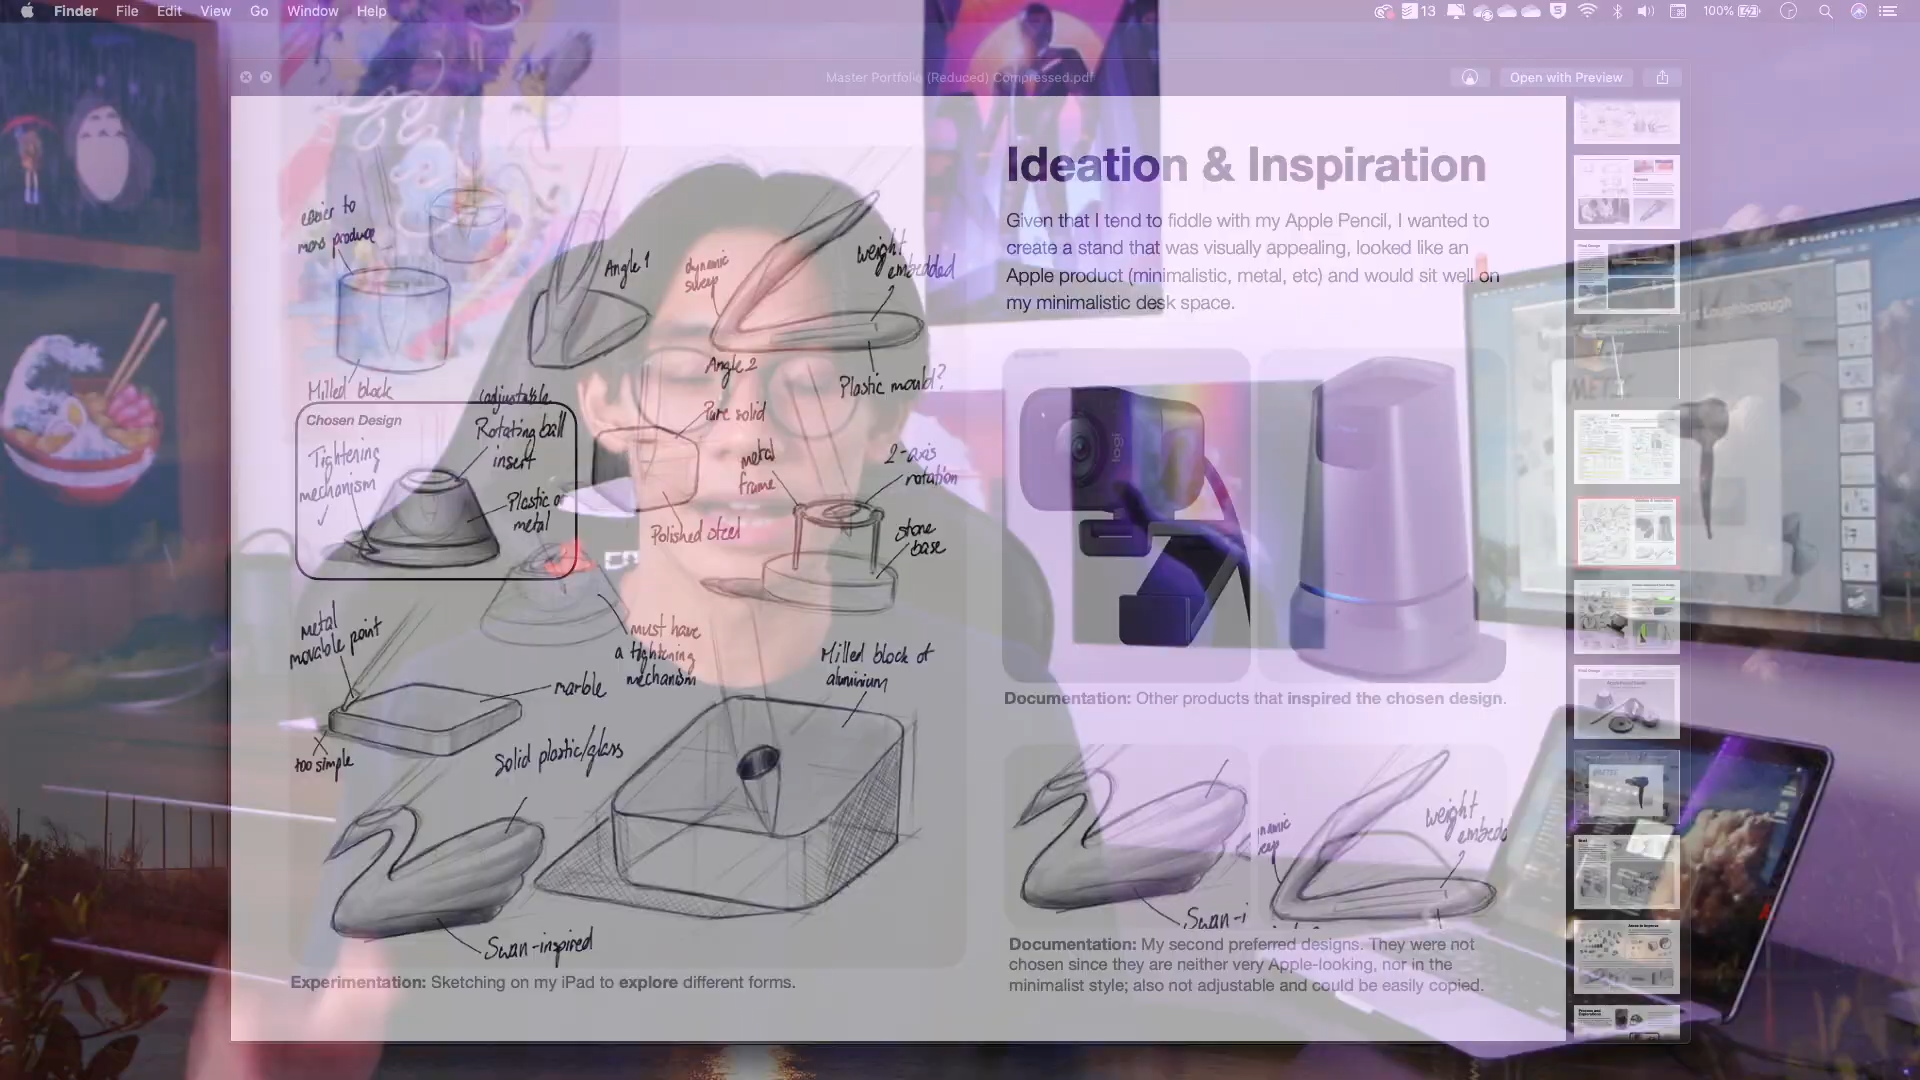 Finder File Edit View Go Window Help
13
100%
Master Portfolio (Reduced) Compressed.pdf
Open with Preview
easier to
mass produce
Milled block
Angle 1
dynamic
sweep
weight
embedded
Angle 2
Plastic mould?
Chosen Design
(adjustable
Rotating ball
insert
Tightening
mechanism
Plastic or
metal
Pure solid
Polished steel
metal
frame
2-axis
rotation
stone
base
metal
movable point
too simple
marble
must have
a tightening
mechanism
Milled block of
aluminium
Solid plastic/glass
Swan-inspired
Experimentation: Sketching on my iPad to explore different forms.
Ideation & Inspiration
Given that I tend to fiddle with my Apple Pencil, I wanted to
create a stand that was visually appealing, looked like an
Apple product (minimalistic, metal, etc) and would sit well on
my minimalistic desk space.
logi
Documentation: Other products that inspired the chosen design.
Swan-i
weight
Documentation: My second preferred designs. They were not
chosen since they are neither very Apple-looking, nor in the
minimalist style; also not adjustable and could be easily copied.
at Loughborough